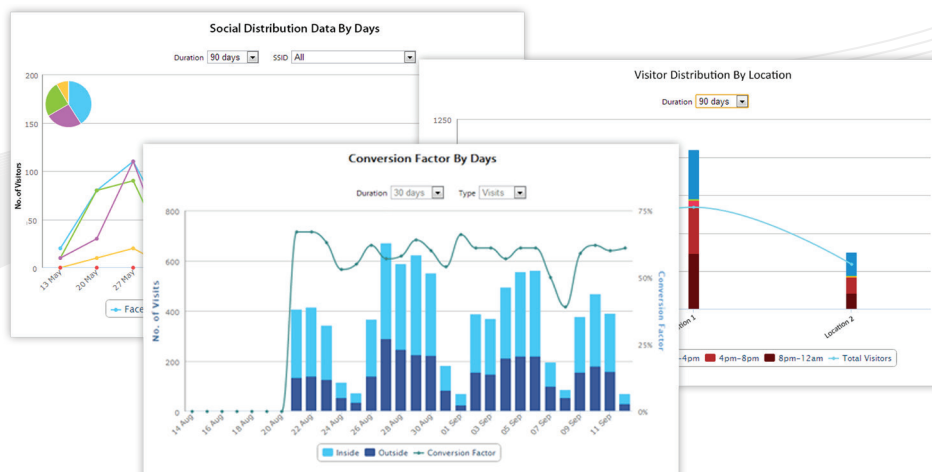 Social Distribution Data By Days
Duration 90 days SSID All
200
150
100
50
0
No. of Visitors
13 May
20 May
27 May
Face
Visitor Distribution By Location
Duration 90 days
1250
Location 2
-4pm 4pm-8pm 8pm-12am Total Visitors
Conversion Factor By Days
Duration 30 days Type Visits
800
600
400
200
0
No. of Visits
75%
50%
25%
0%
Conversion Factor
14 Aug
16 Aug
18 Aug
20 Aug
22 Aug
24 Aug
26 Aug
28 Aug
30 Aug
01 Sep
03 Sep
05 Sep
07 Sep
09 Sep
11 Sep
Inside Outside Conversion Factor